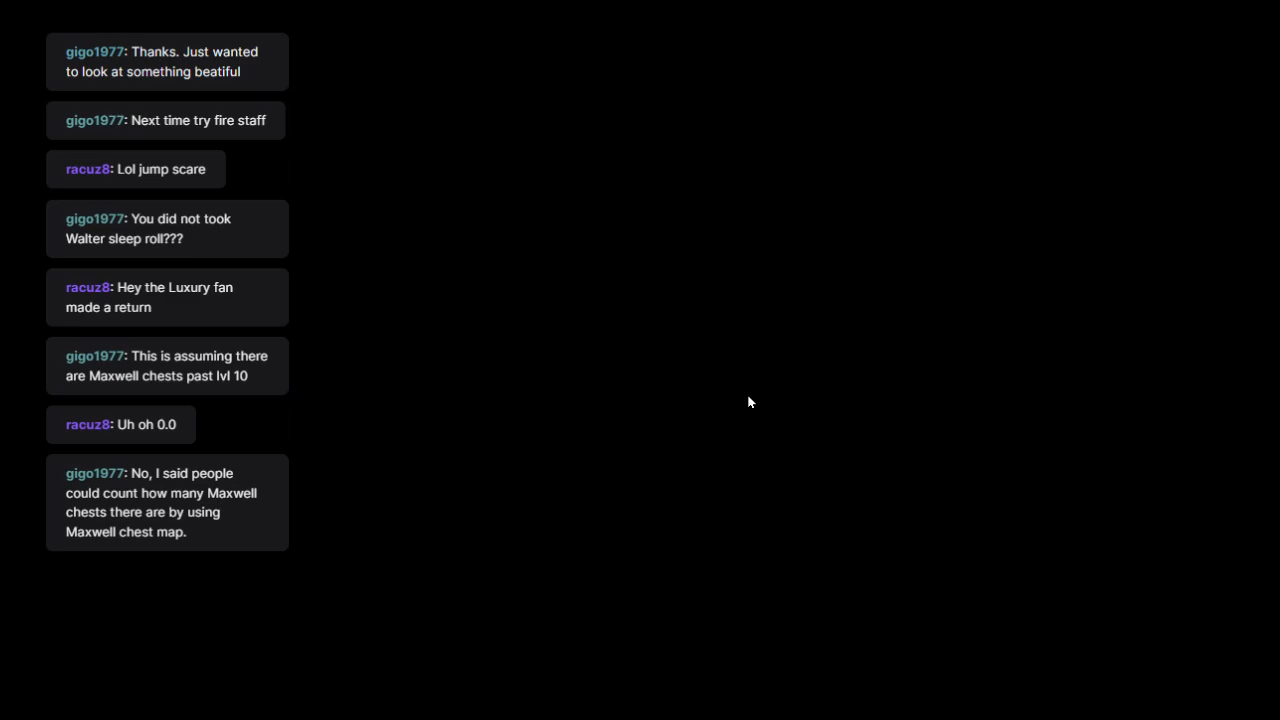 gigo1977: Thanks. Just wanted
to look at something beatiful
gigo1977: Next time try fire staff
racuz8: Lol jump scare
gigo1977: You did not took
Walter sleep roll???
racuz8: Hey the Luxury fan
made a return
gigo1977: This is assuming there
are Maxwell chests past lvl 10
racuz8: Uh oh 0.0
gigo1977: No, I said people
could count how many Maxwell
chests there are by using
Maxwell chest map.